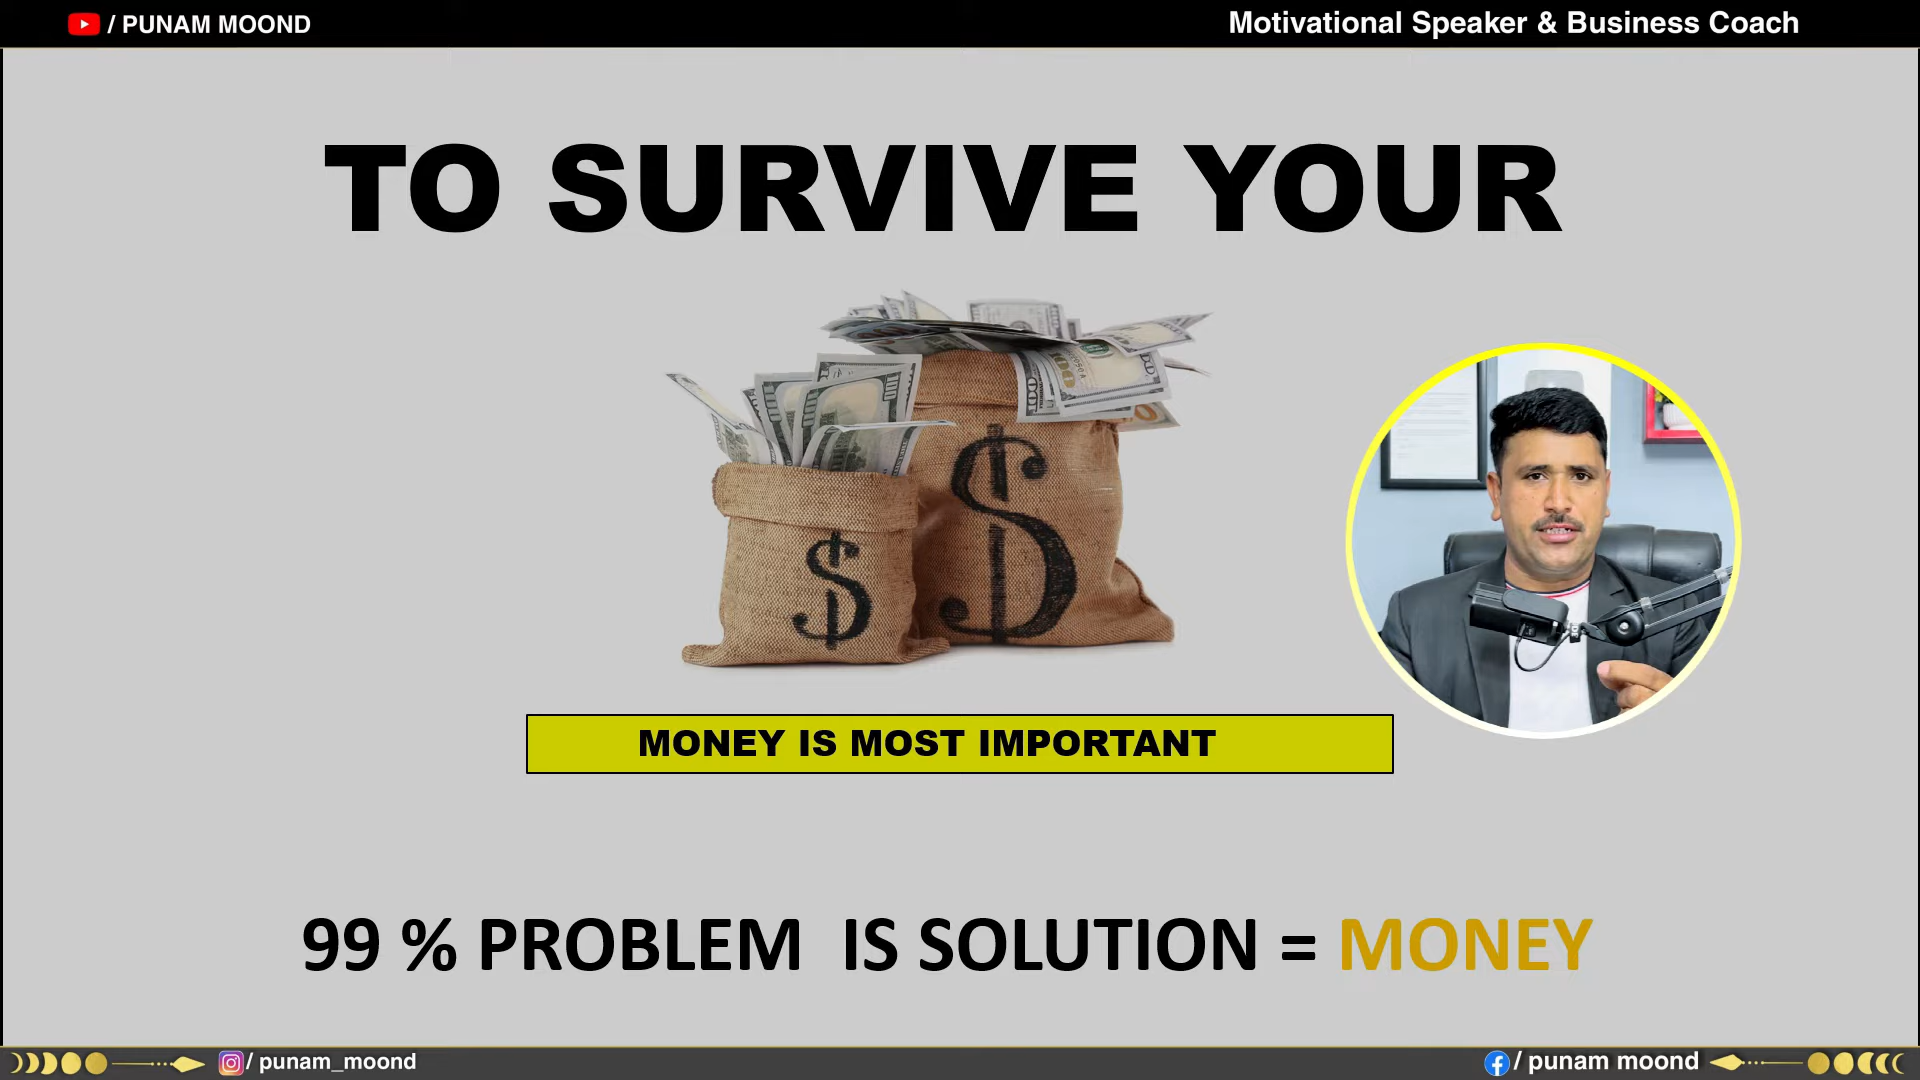 / PUNAM MOOND
Motivational Speaker & Business Coach
TO SURVIVE YOUR
$
$
MONEY IS MOST IMPORTANT
99 % PROBLEM IS SOLUTION = MONEY
/ punam_moond
/ punam moond